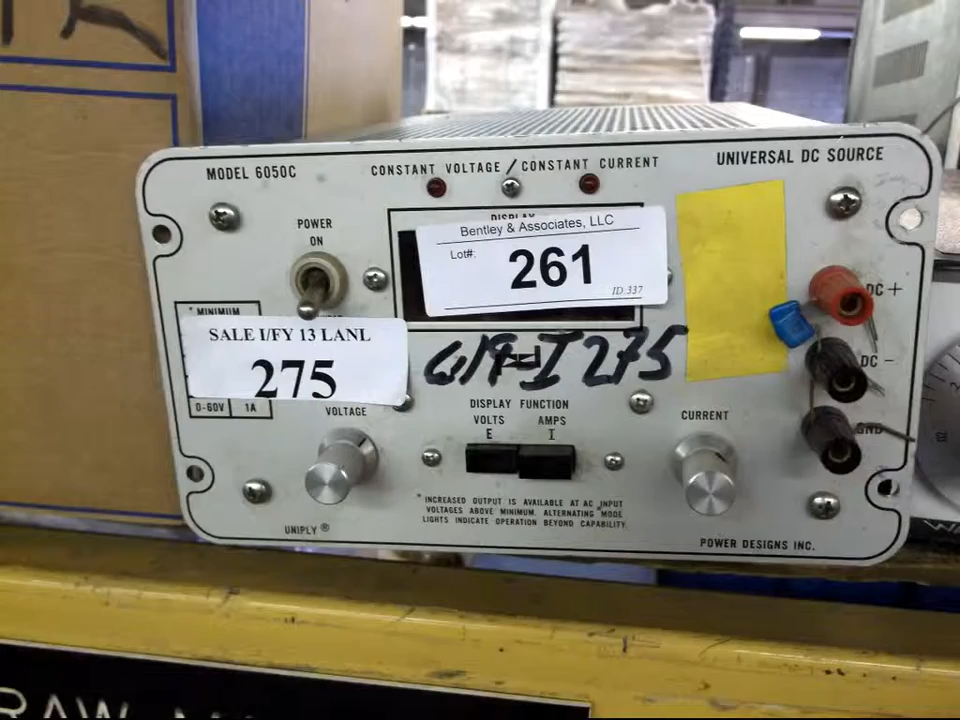 MODEL 6050C
CONSTANT VOLTAGE / CONSTANT CURRENT
UNIVERSAL DC SOURCE
POWER
ON
DISPLAY
Bentley & Associates, LLC
Lot#:
261
ID:337
* MINIMUM
SALE I/FY 13 LANL
275
0-60V 1A
I 275
DC +
DC -
GND
VOLTAGE
DISPLAY FUNCTION
VOLTS AMPS
E I
CURRENT
* INCREASED OUTPUT IS AVAILABLE AT AC INPUT
VOLTAGES ABOVE MINIMUM. ALTERNATING MODE
LIGHTS INDICATE OPERATION BEYOND CAPABILITY.
UNIPLY ®
POWER DESIGNS INC.